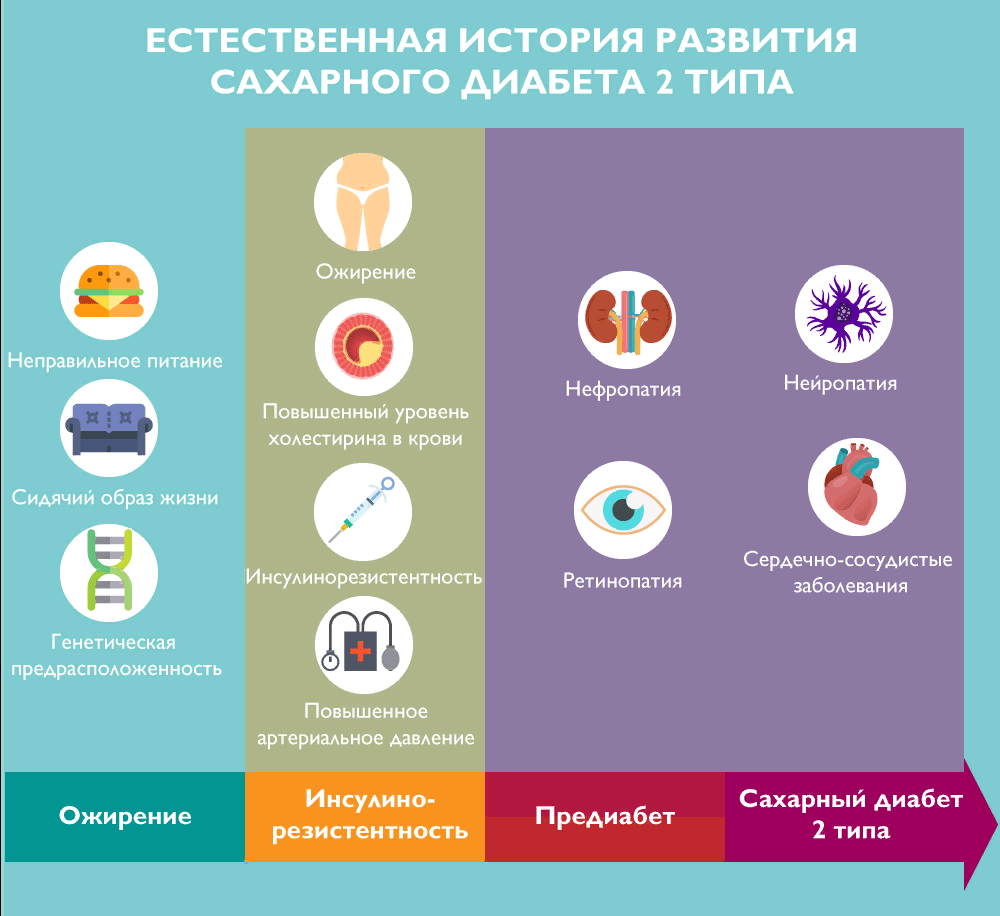 ЕСТЕСТВЕННАЯ ИСТОРИЯ РАЗВИТИЯ
САХАРНОГО ДИАБЕТА 2 ТИПА
Неправильное питание
Сидячий образ жизни
Генетическая
предрасположенность
Ожирение
Повышенный уровень
холестирина в крови
Инсулинорезистентность
Повышенное
артериальное давление
Нефропатия
Нейропатия
Ретинопатия
Сердечно-сосудистые
заболевания
Ожирение
Инсулино-
резистентность
Предиабет
Сахарный диабет
2 типа